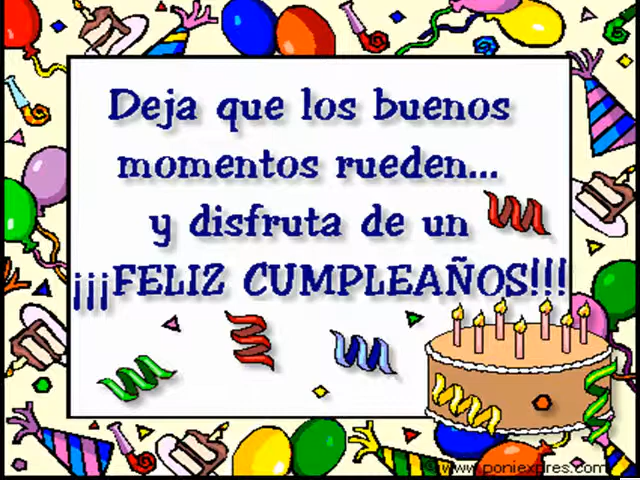 Deja que los buenos
momentos rueden...
y disfruta de un
¡¡¡FELIZ CUMPLEAÑOS!!!
www.poniexpres.com